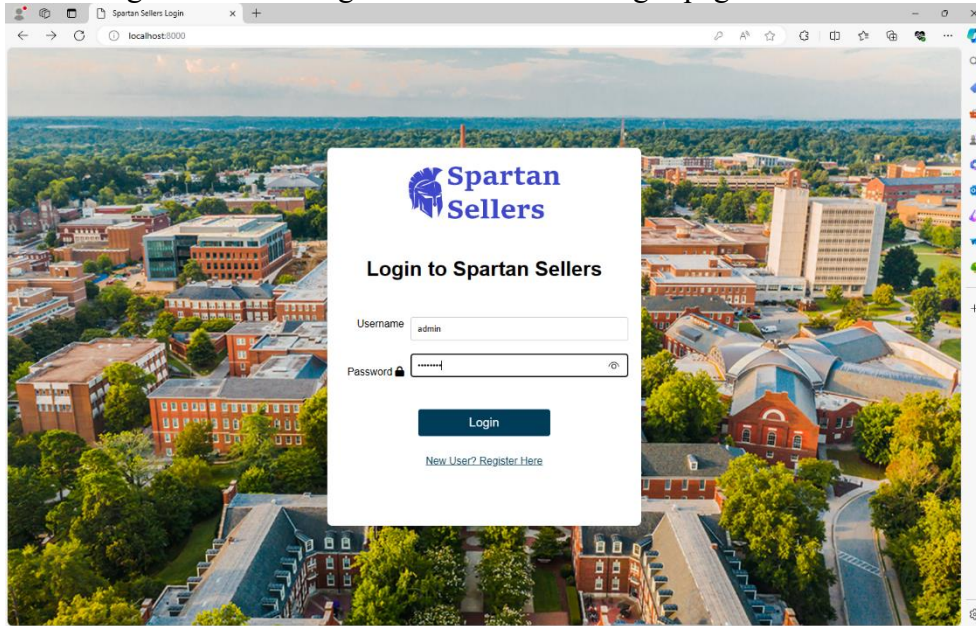 Spartan Sellers Login
localhost:8000
Spartan
Sellers
Login to Spartan Sellers
Username
admin
Password
Login
New User? Register Here